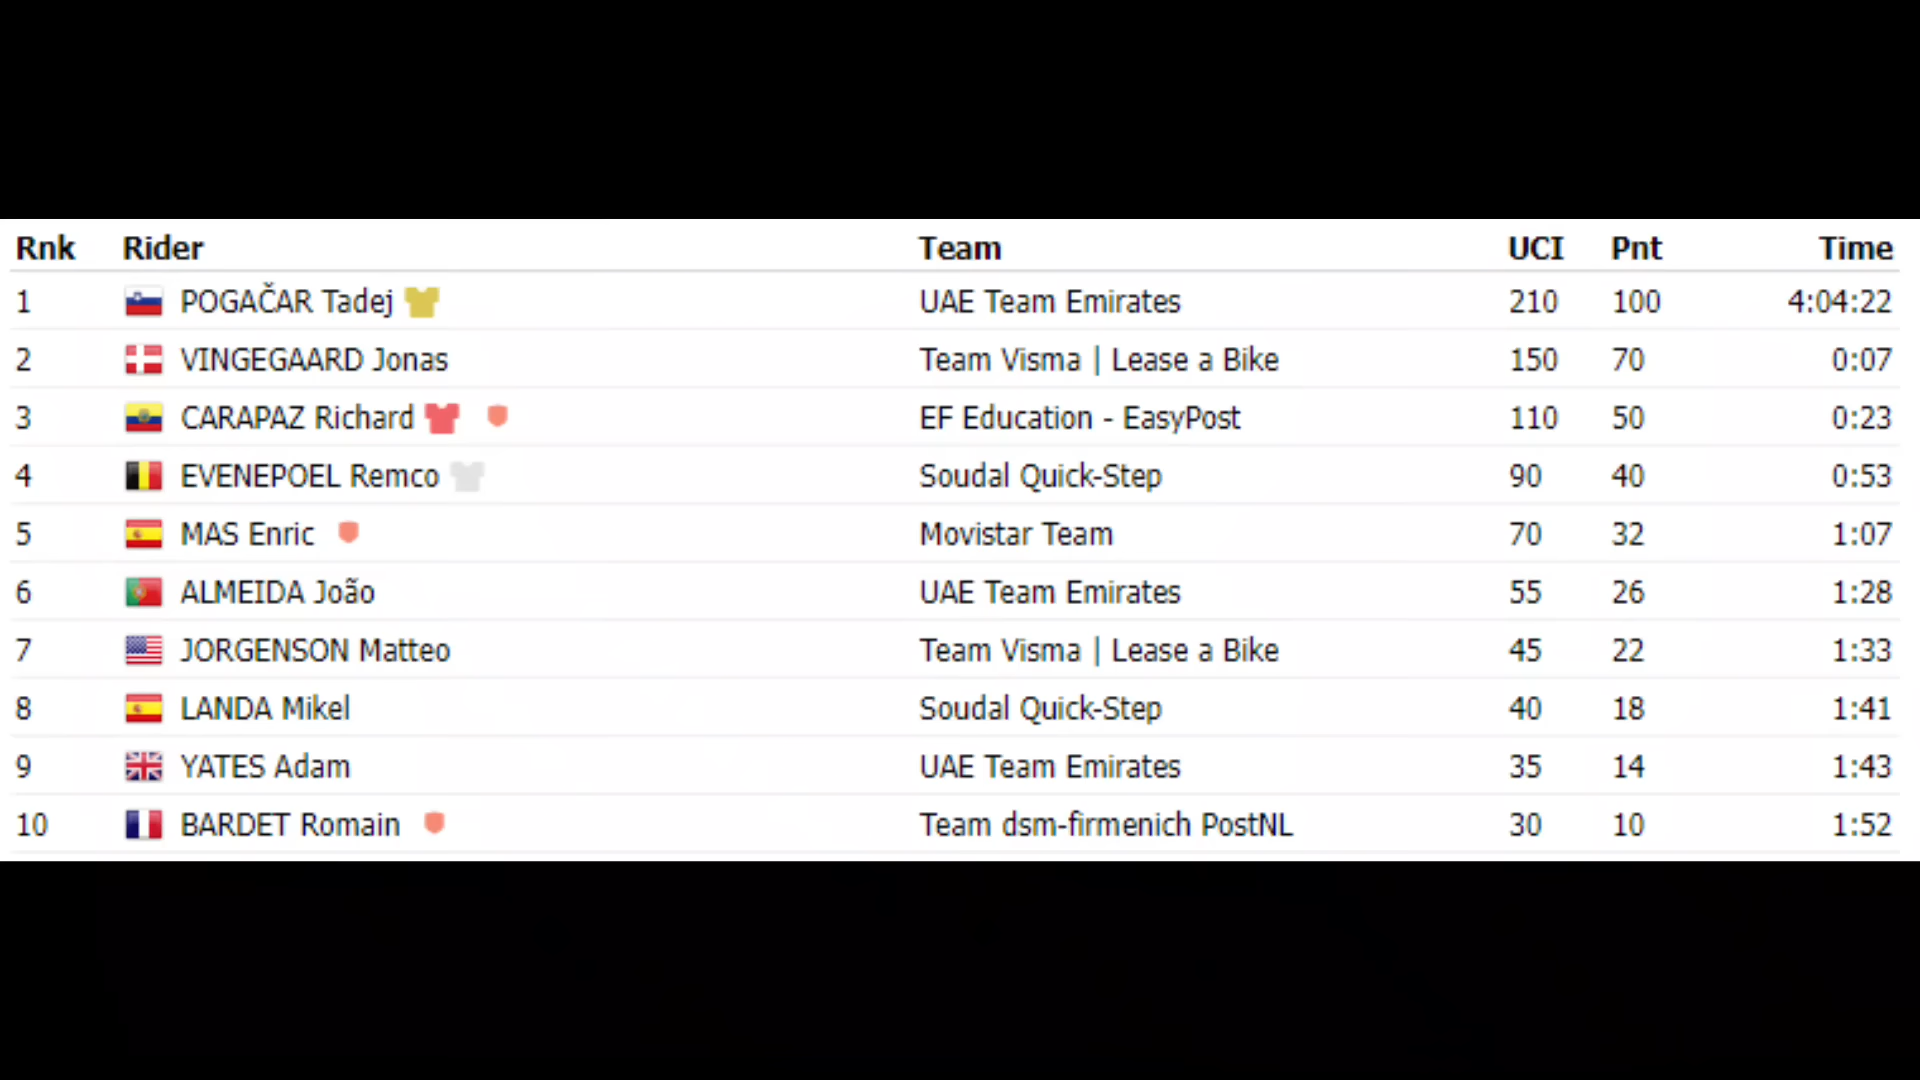 Rnk Rider Team UCI Pnt Time
1 POGAČAR Tadej UAE Team Emirates 210 100 4:04:22
2 VINGEGAARD Jonas Team Visma | Lease a Bike 150 70 0:07
3 CARAPAZ Richard EF Education - EasyPost 110 50 0:23
4 EVENEPOEL Remco Soudal Quick-Step 90 40 0:53
5 MAS Enric Movistar Team 70 32 1:07
6 ALMEIDA João UAE Team Emirates 55 26 1:28
7 JORGENSON Matteo Team Visma | Lease a Bike 45 22 1:33
8 LANDA Mikel Soudal Quick-Step 40 18 1:41
9 YATES Adam UAE Team Emirates 35 14 1:43
10 BARDET Romain Team dsm-firmenich PostNL 30 10 1:52